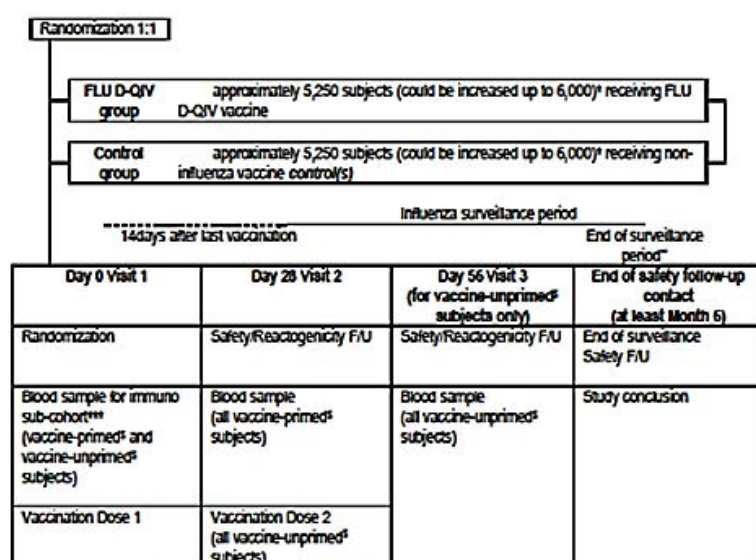 Randomization 1:1
FLU D-QIV group approximately 5,250 subjects (could be increased up to 6,000)* receiving FLU
D-QIV vaccine
Control group approximately 5,250 subjects (could be increased up to 6,000)* receiving non-
influenza vaccine control(s)
Influenza surveillance period
14days after last vaccanation
End of surveillance
period**
Day 0 Visit 1
Day 28 Visit 2
Day 56 Visit 3
(for vaccine-unprimed$
subjects only)
End of safety follow-up
contact
(at least Month 6)
Randomization
Safety/Reactogenicity F/U
Safety/Reactogenicity F/U
End of surveillance
Safety F/U
Blood sample for immuno
sub-cohort***
(vaccine-primed$ and
vaccine-unprimed$
subjects)
Blood sample
(all vaccine-primed$
subjects)
Blood sample
(all vaccine-unprimed$
subjects)
Study conclusion
Vaccination Dose 1
Vaccination Dose 2
(all vaccine-unprimed$
subjects)